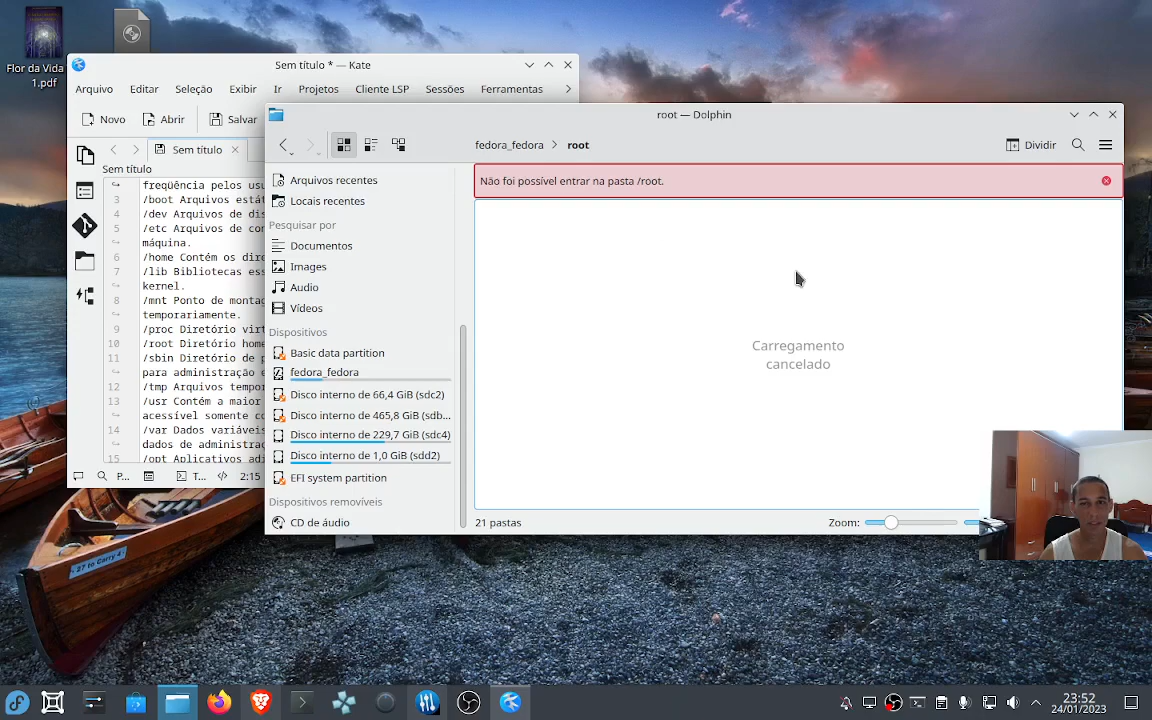 Flor da Vida
1.pdf
Sem título * — Kate
Arquivo Editar Seleção Exibir Ir Projetos Cliente LSP Sessões Ferramentas
Novo Abrir Salvar
Sem título
Sem título
freqüência pelos usu
3 /boot Arquivos estát
4 /dev Arquivos de dis
5 /etc Arquivos de con
máquina.
6 /home Contém os dire
7 /lib Bibliotecas ess
kernel.
8 /mnt Ponto de montag
temporariamente.
9 /proc Diretório virt
10 /root Diretório home
11 /sbin Diretório de p
para administração e
12 /tmp Arquivos tempor
13 /usr Contém a maior
acessível somente co
14 /var Dados variáveis
dados de administraç
15 /opt Aplicativos adi
P... T... 2:15
root — Dolphin
fedora_fedora > root
Dividir
Arquivos recentes
Locais recentes
Pesquisar por
Documentos
Images
Audio
Vídeos
Dispositivos
Basic data partition
fedora_fedora
Disco interno de 66,4 GiB (sdc2)
Disco interno de 465,8 GiB (sdb...
Disco interno de 229,7 GiB (sdc4)
Disco interno de 1,0 GiB (sdd2)
EFI system partition
Dispositivos removíveis
CD de áudio
Não foi possível entrar na pasta /root.
Carregamento
cancelado
21 pastas
Zoom:
27 to Carry 4
23:52
24/01/2023